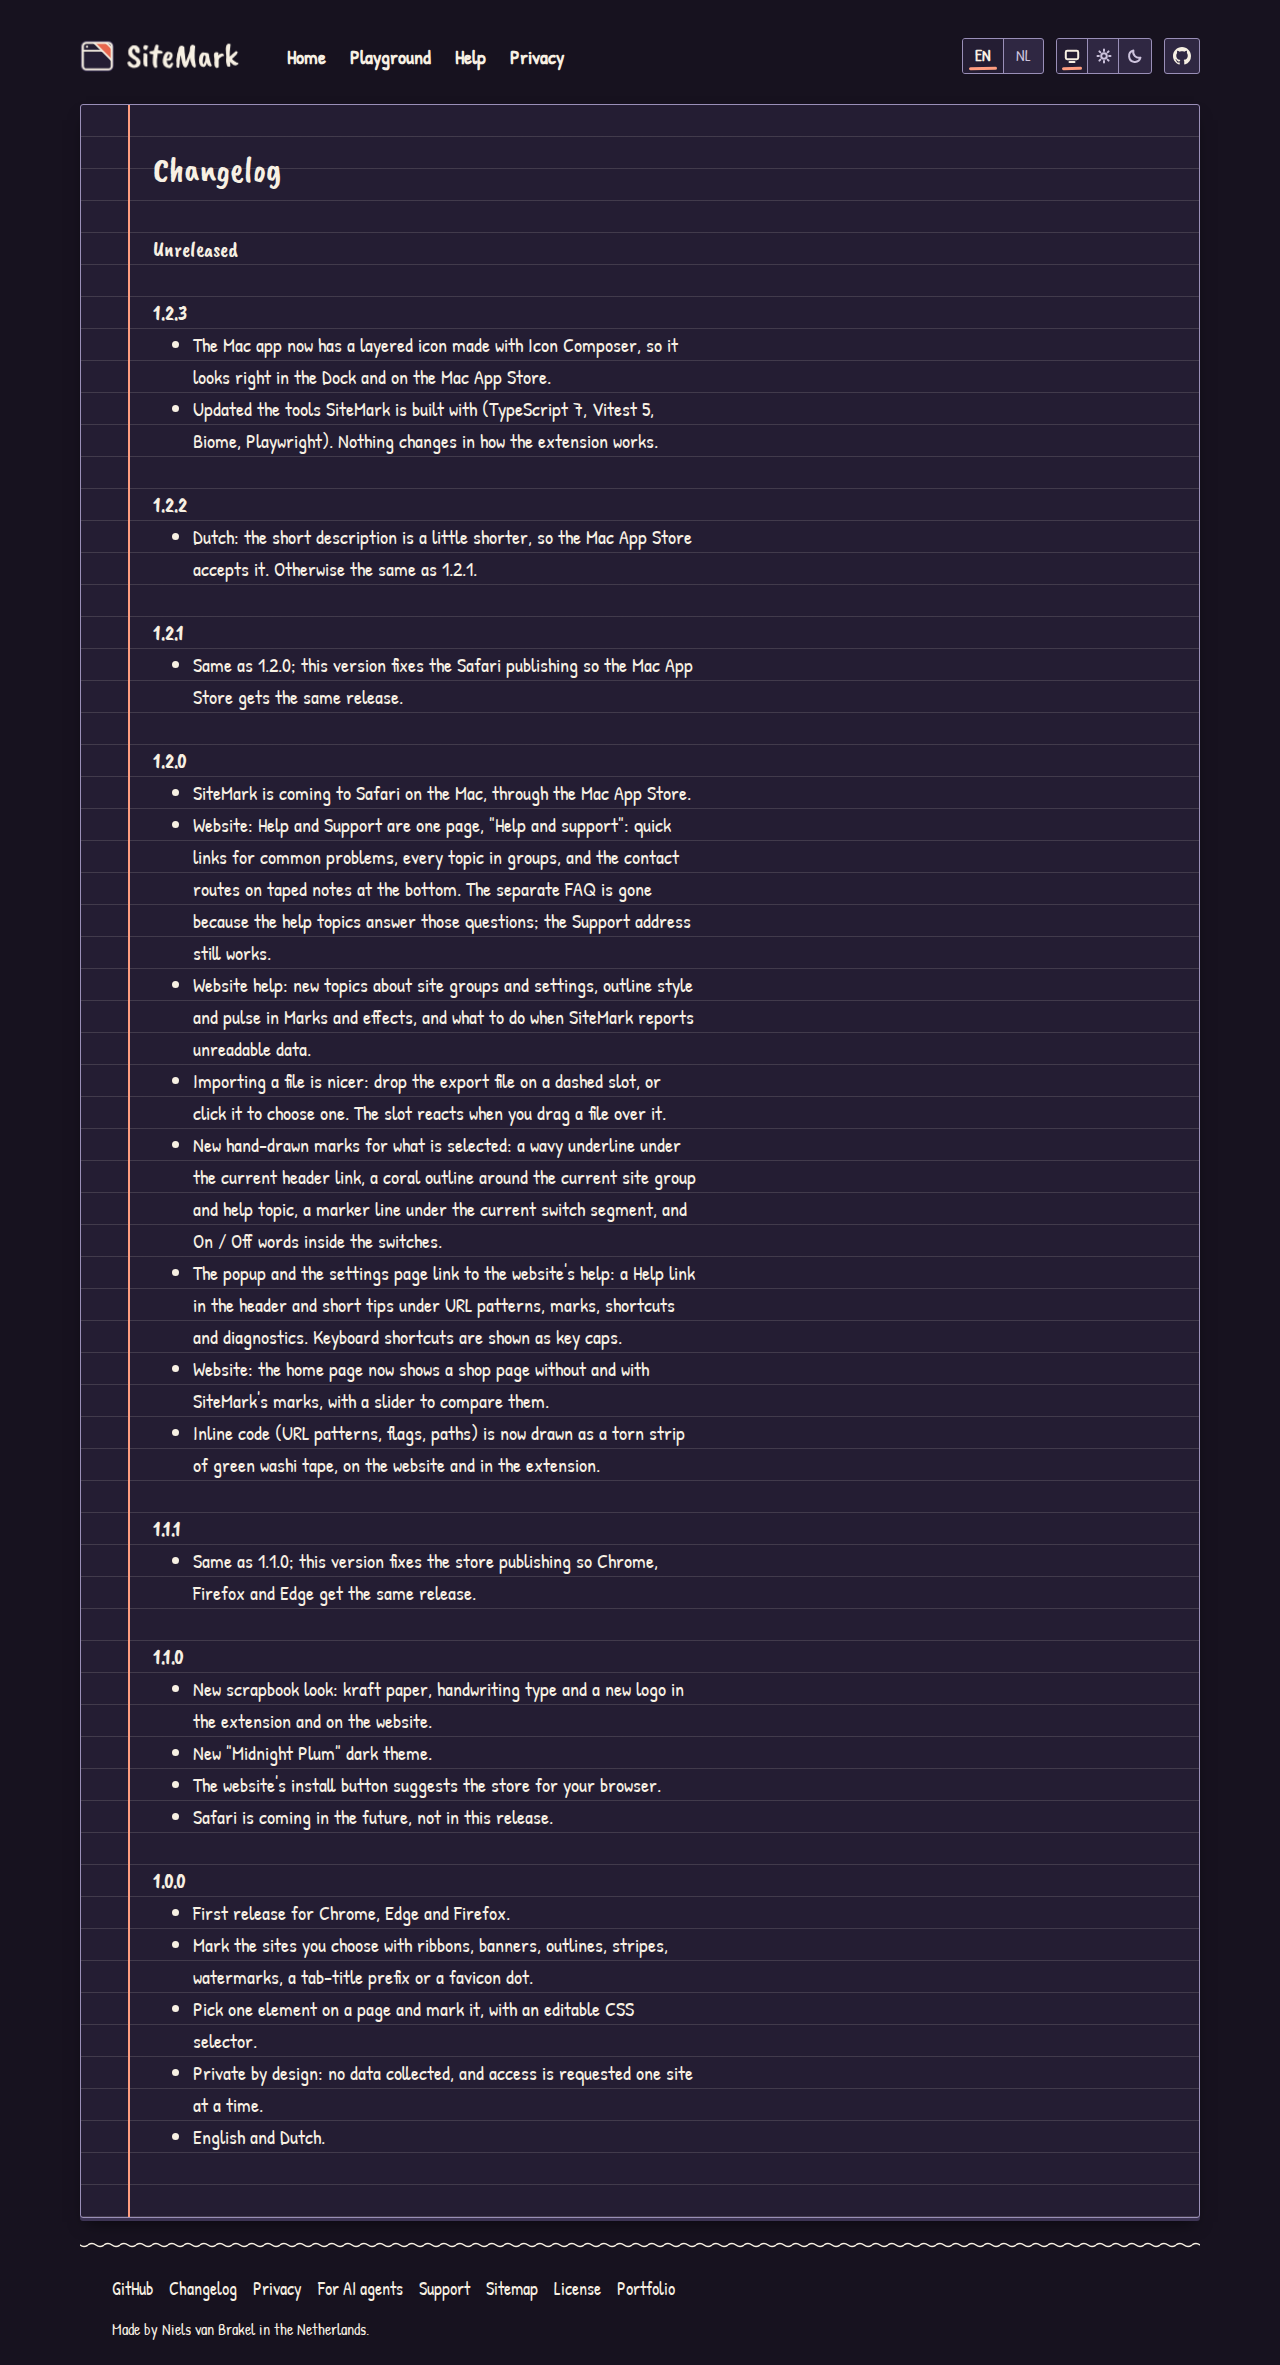 SiteMark
Home Playground Help Privacy
EN NL
Changelog
Unreleased
1.2.3
The Mac app now has a layered icon made with Icon Composer, so it
looks right in the Dock and on the Mac App Store.
Updated the tools SiteMark is built with (TypeScript 7, Vitest 5,
Biome, Playwright). Nothing changes in how the extension works.
1.2.2
Dutch: the short description is a little shorter, so the Mac App Store
accepts it. Otherwise the same as 1.2.1.
1.2.1
Same as 1.2.0; this version fixes the Safari publishing so the Mac App
Store gets the same release.
1.2.0
SiteMark is coming to Safari on the Mac, through the Mac App Store.
Website: Help and Support are one page, "Help and support": quick
links for common problems, every topic in groups, and the contact
routes on taped notes at the bottom. The separate FAQ is gone
because the help topics answer those questions; the Support address
still works.
Website help: new topics about site groups and settings, outline style
and pulse in Marks and effects, and what to do when SiteMark reports
unreadable data.
Importing a file is nicer: drop the export file on a dashed slot, or
click it to choose one. The slot reacts when you drag a file over it.
New hand-drawn marks for what is selected: a wavy underline under
the current header link, a coral outline around the current site group
and help topic, a marker line under the current switch segment, and
On / Off words inside the switches.
The popup and the settings page link to the website's help: a Help link
in the header and short tips under URL patterns, marks, shortcuts
and diagnostics. Keyboard shortcuts are shown as key caps.
Website: the home page now shows a shop page without and with
SiteMark's marks, with a slider to compare them.
Inline code (URL patterns, flags, paths) is now drawn as a torn strip
of green washi tape, on the website and in the extension.
1.1.1
Same as 1.1.0; this version fixes the store publishing so Chrome,
Firefox and Edge get the same release.
1.1.0
New scrapbook look: kraft paper, handwriting type and a new logo in
the extension and on the website.
New "Midnight Plum" dark theme.
The website's install button suggests the store for your browser.
Safari is coming in the future, not in this release.
1.0.0
First release for Chrome, Edge and Firefox.
Mark the sites you choose with ribbons, banners, outlines, stripes,
watermarks, a tab-title prefix or a favicon dot.
Pick one element on a page and mark it, with an editable CSS
selector.
Private by design: no data collected, and access is requested one site
at a time.
English and Dutch.
GitHub Changelog Privacy For AI agents Support Sitemap License Portfolio
Made by Niels van Brakel in the Netherlands.